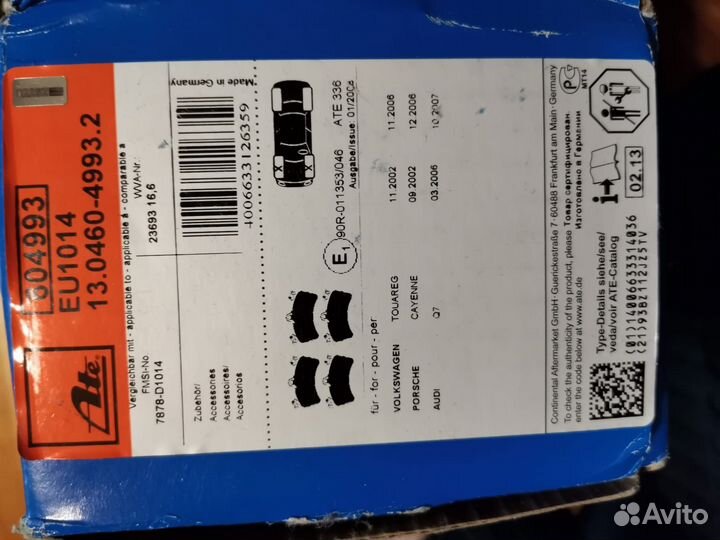 Ate
604993
EU1014
13.0460-4993.2
Vergleichbar mit - applicable to - applicable à - comparable a
FMSI-No
WVA-Nr.:
7878-D1014
23693 16,6
Made in Germany
4006633126359
Zubehör/
Accessories
Accessoires/
Accesorios
E1
90R-011353/046
ATE 336
Ausgabe/issue: 01/2008
für - for - pour - per
VOLKSWAGEN TOUAREG 11.2002 11.2006
PORSCHE CAYENNE 09.2002 12.2006
AUDI Q7 03.2006 10.2007
Continental Aftermarket GmbH · Guerickestraße 7 · 60488 Frankfurt am Main · Germany
To check the authenticity of the product, please
enter the code below at www.ate.de
Товар сертифицирован.
Изготовлено в Германии
МТ14
Type-Details siehe/see/
veda/voir ATE-Catalog
02.13
(01)14006633314036
Avito